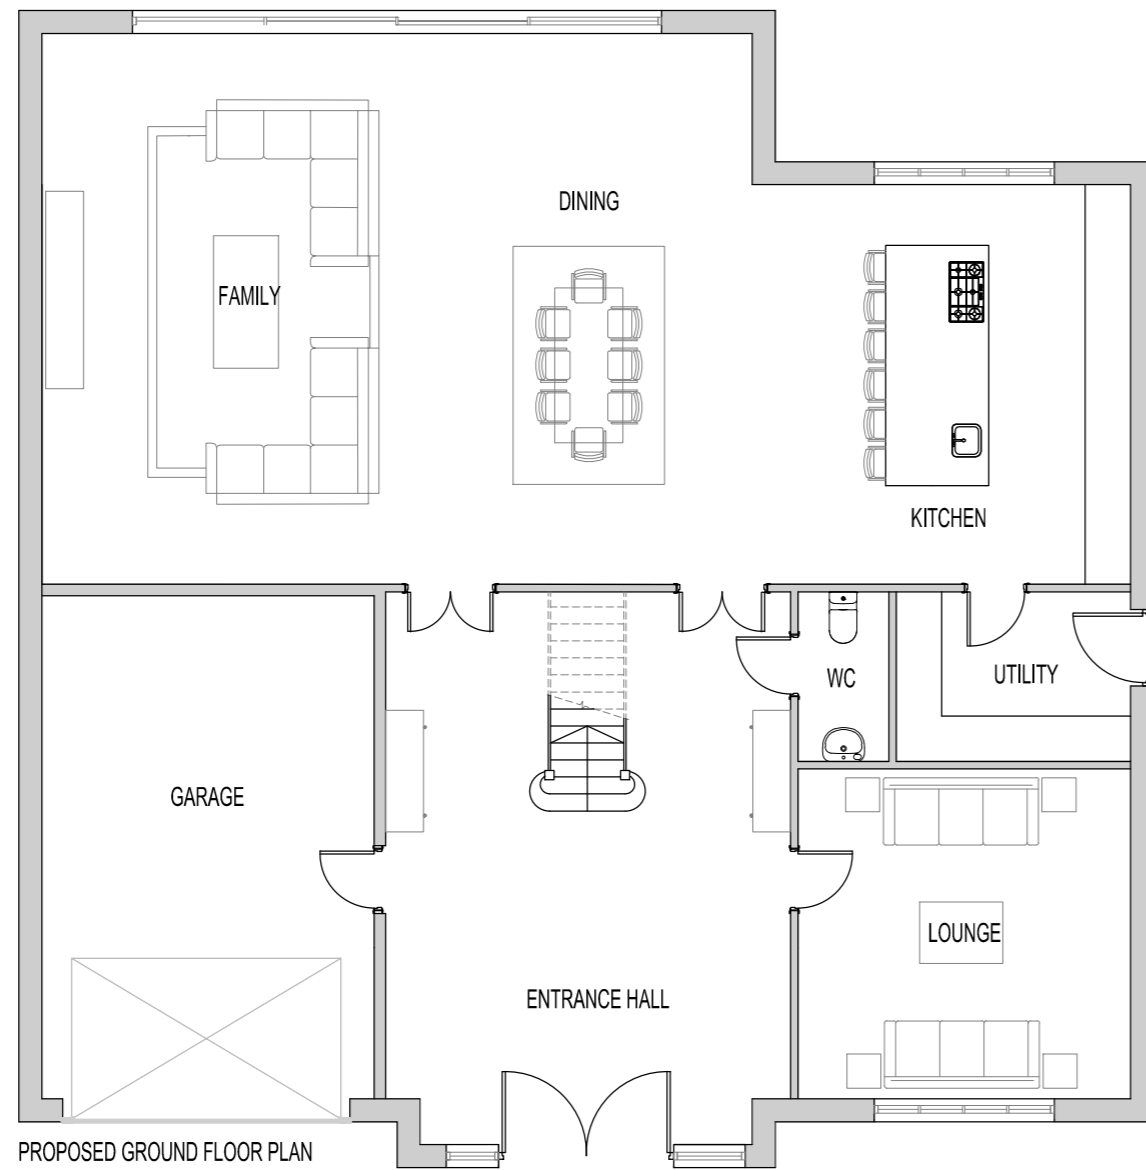 DINING
FAMILY
KITCHEN
WC
UTILITY
GARAGE
LOUNGE
ENTRANCE HALL
PROPOSED GROUND FLOOR PLAN